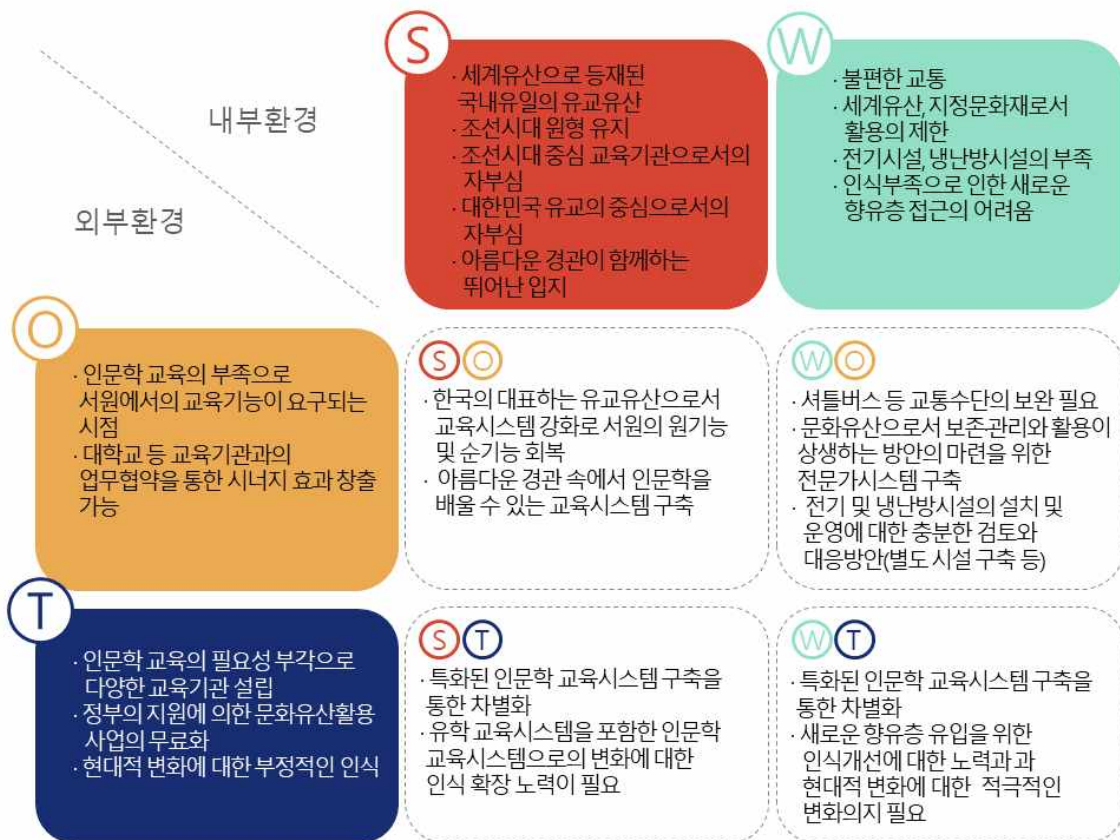 내부환경
외부환경
S
· 세계유산으로 등재된
국내유일의 유교유산
· 조선시대 원형 유지
· 조선시대 중심 교육기관으로서의
자부심
· 대한민국 유교의 중심으로서의
자부심
· 아름다운 경관이 함께하는
뛰어난 입지
W
· 불편한 교통
· 세계유산, 지정문화재로서
활용의 제한
· 전기시설, 냉난방시설의 부족
· 인식부족으로 인한 새로운
향유층 접근의 어려움
O
· 인문학 교육의 부족으로
서원에서의 교육기능이 요구되는
시점
· 대학교 등 교육기관과의
업무협약을 통한 시너지 효과 창출
가능
S O
· 한국의 대표하는 유교유산으로서
교육시스템 강화로 서원의 원기능
및 순기능 회복
· 아름다운 경관 속에서 인문학을
배울 수 있는 교육시스템 구축
W O
· 셔틀버스 등 교통수단의 보완 필요
· 문화유산으로서 보존·관리와 활용이
상생하는 방안의 마련을 위한
전문가시스템 구축
· 전기 및 냉난방시설의 설치 및
운영에 대한 충분한 검토와
대응방안(별도 시설 구축 등)
T
· 인문학 교육의 필요성 부각으로
다양한 교육기관 설립
· 정부의 지원에 의한 문화유산활용
사업의 무료화
· 현대적 변화에 대한 부정적인 인식
S T
· 특화된 인문학 교육시스템 구축을
통한 차별화
· 유학 교육시스템을 포함한 인문학
교육시스템으로의 변화에 대한
인식 확장 노력이 필요
W T
· 특화된 인문학 교육시스템 구축을
통한 차별화
· 새로운 향유층 유입을 위한
인식개선에 대한 노력과 과
현대적 변화에 대한 적극적인
변화의지 필요